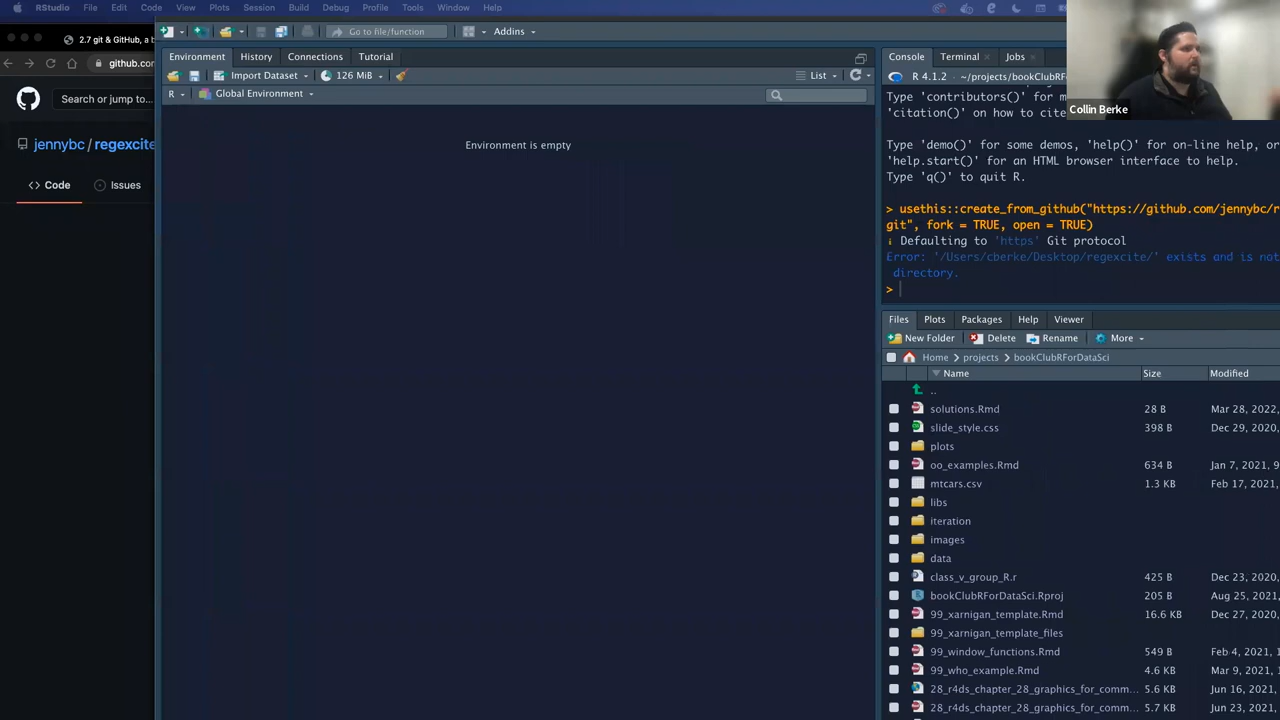 RStudio File Edit Code View Plots Session Build Debug Profile Tools Window Help
2.7 git & GitHub, a b
github.com
Search or jump to...
jennybc / regexcite
Code Issues
Go to file/function Addins
Environment History Connections Tutorial
Import Dataset 126 MiB List
R Global Environment
Environment is empty
Console Terminal Jobs
R 4.1.2 · ~/projects/bookClubRF
Collin Berke
Type 'contributors()' for m
'citation()' on how to cite
Type 'demo()' for some demos, 'help()' for on-line help, or
'help.start()' for an HTML browser interface to help.
Type 'q()' to quit R.
> usethis::create_from_github("https://github.com/jennybc/r
git", fork = TRUE, open = TRUE)
i Defaulting to 'https' Git protocol
Error: '/Users/cberke/Desktop/regexcite/' exists and is not
directory.
>
Files Plots Packages Help Viewer
New Folder Delete Rename More
Home projects bookClubRForDataSci
Name Size Modified
..
solutions.Rmd 28 B Mar 28, 2022,
slide_style.css 398 B Dec 29, 2020,
plots
oo_examples.Rmd 634 B Jan 7, 2021, 9
mtcars.csv 1.3 KB Feb 17, 2021,
libs
iteration
images
data
class_v_group_R.r 425 B Dec 23, 2020,
bookClubRForDataSci.Rproj 205 B Aug 25, 2021,
99_xarnigan_template.Rmd 16.6 KB Dec 27, 2020,
99_xarnigan_template_files
99_window_functions.Rmd 549 B Feb 4, 2021, 1
99_who_example.Rmd 4.6 KB Mar 9, 2021,
28_r4ds_chapter_28_graphics_for_comm... 5.6 KB Jun 16, 2021,
28_r4ds_chapter_28_graphics_for_comm... 5.7 KB Jun 23, 2021,